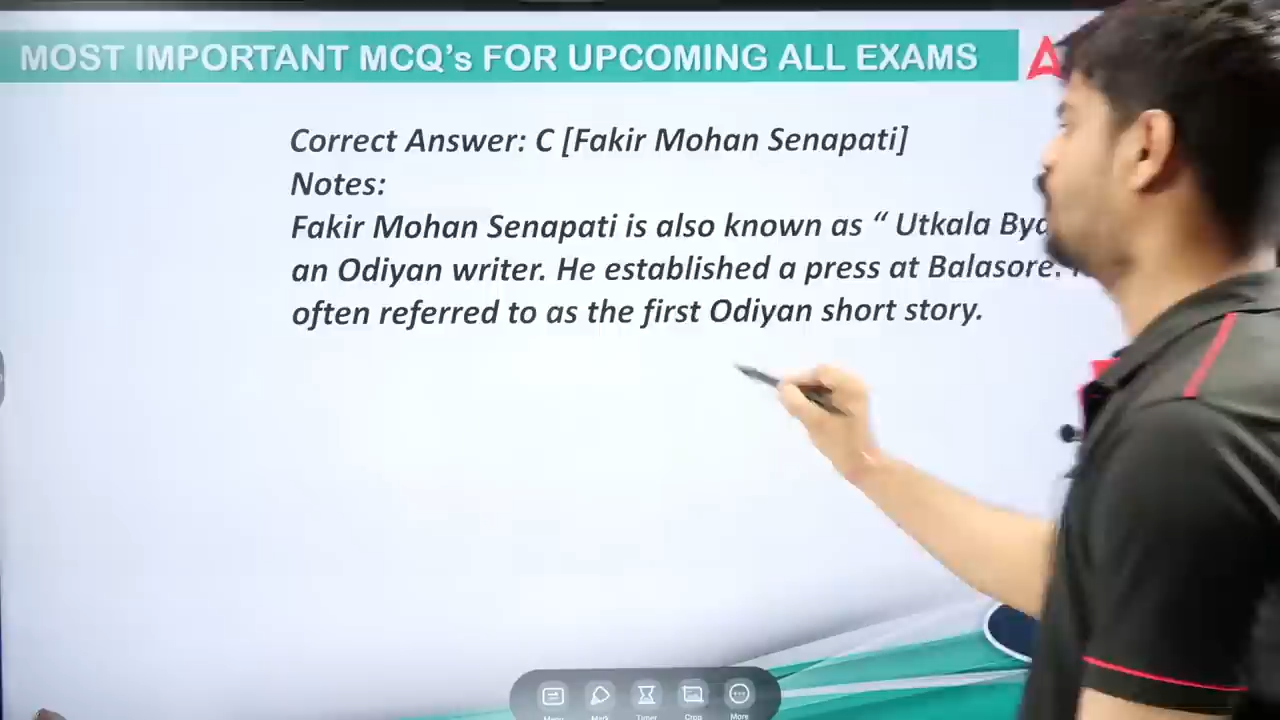 MOST IMPORTANT MCQ's FOR UPCOMING ALL EXAMS
Correct Answer: C [Fakir Mohan Senapati]
Notes:
Fakir Mohan Senapati is also known as “ Utkala
an Odiyan writer. He established a press at Balasore.
often referred to as the first Odiyan short story.
More